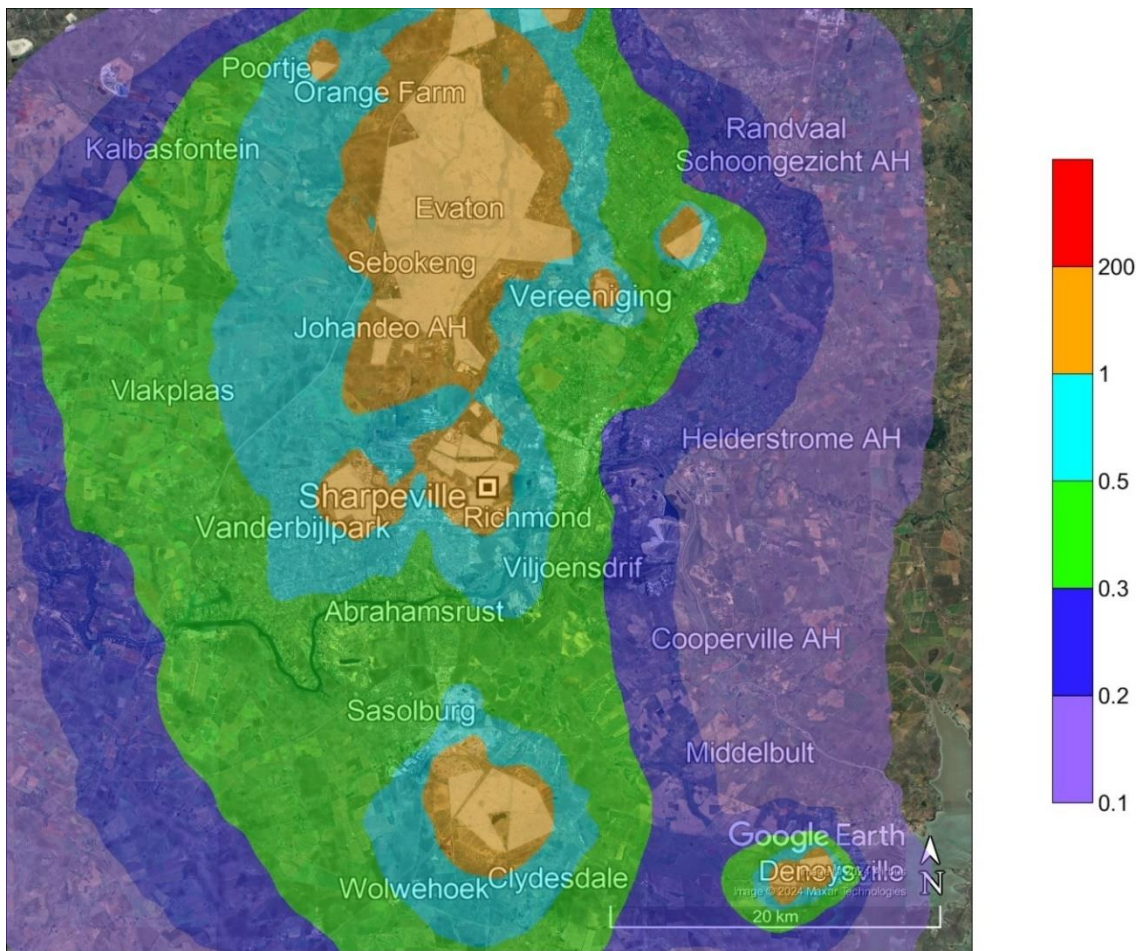 Poortje
Orange Farm
Randvaal
Kalbasfontein
Schoongezicht AH
Evaton
Sebokeng
Vereeniging
Johandeo AH
Vlakplaas
Helderstrome AH
Sharpeville
Richmond
Vanderbijlpark
Viljoensdrif
Abrahamsrust
Cooperville AH
Sasolburg
Middelbult
Google Earth
Deneysville
Clydesdale
Wolwehoek
Image © 2024 Maxar Technologies
N
20 km
200
1
0.5
0.3
0.2
0.1